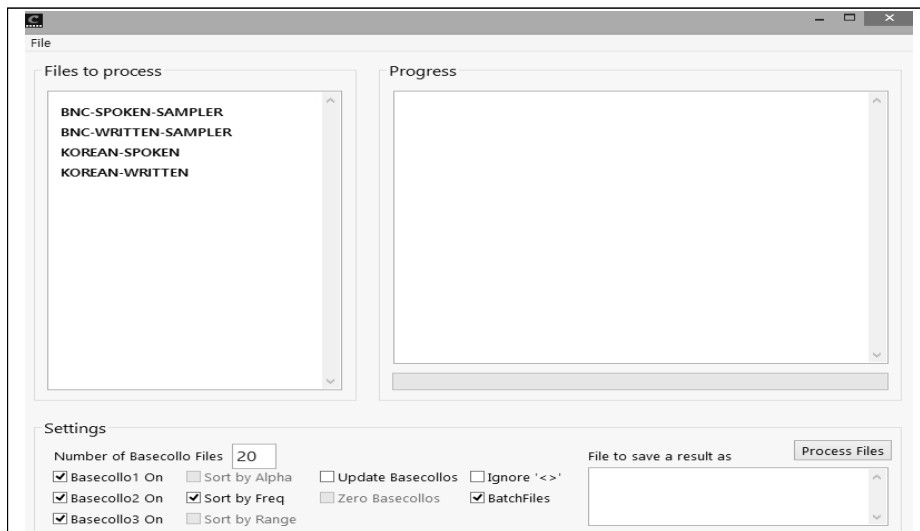 C
File
Files to process
BNC-SPOKEN-SAMPLER
BNC-WRITTEN-SAMPLER
KOREAN-SPOKEN
KOREAN-WRITTEN
Progress
Settings
Number of Basecollo Files 20
Basecollo1 On Sort by Alpha Update Basecollos Ignore '<>'
Basecollo2 On Sort by Freq Zero Basecollos BatchFiles
Basecollo3 On Sort by Range
File to save a result as
Process Files